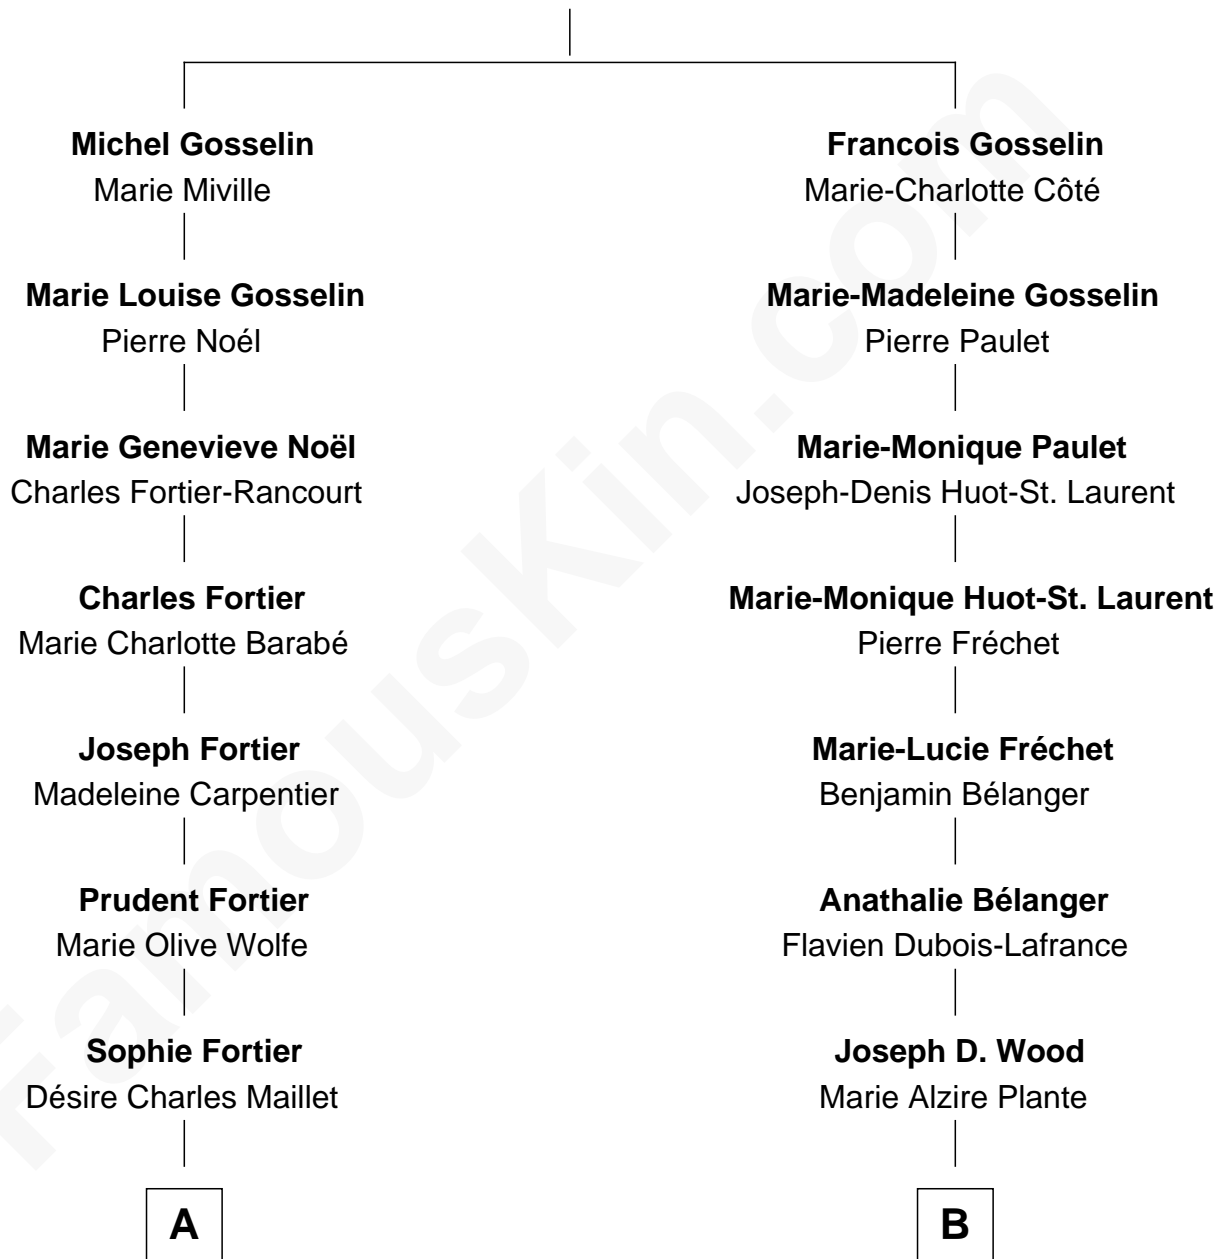 Michel Gosselin
Marie Miville
Marie Louise Gosselin
Pierre Noél
Marie Genevieve Noël
Charles Fortier-Rancourt
Charles Fortier
Marie Charlotte Barabé
Joseph Fortier
Madeleine Carpentier
Prudent Fortier
Marie Olive Wolfe
Sophie Fortier
Désire Charles Maillet
A
Francois Gosselin
Marie-Charlotte Côté
Marie-Madeleine Gosselin
Pierre Paulet
Marie-Monique Paulet
Joseph-Denis Huot-St. Laurent
Marie-Monique Huot-St. Laurent
Pierre Fréchet
Marie-Lucie Fréchet
Benjamin Bélanger
Anathalie Bélanger
Flavien Dubois-Lafrance
Joseph D. Wood
Marie Alzire Plante
B
FamousKin.com